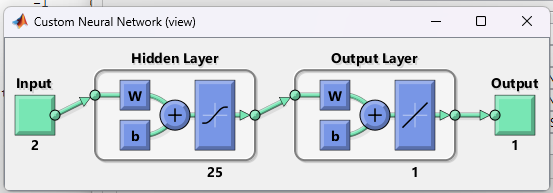 Custom Neural Network (view)
Hidden Layer
Output Layer
Input
Output
W
b
+
W
b
+
2
25
1
1